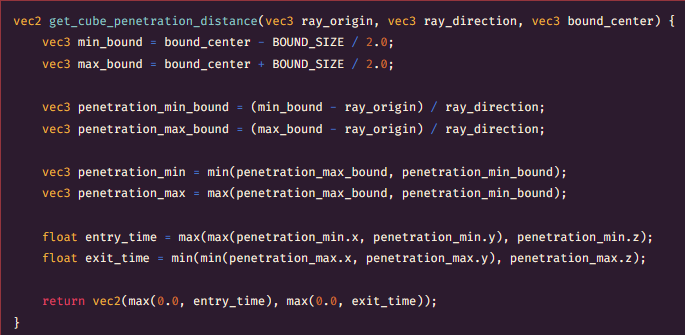 vec2 get_cube_penetration_distance(vec3 ray_origin, vec3 ray_direction, vec3 bound_center) {
    vec3 min_bound = bound_center - BOUND_SIZE / 2.0;
    vec3 max_bound = bound_center + BOUND_SIZE / 2.0;

    vec3 penetration_min_bound = (min_bound - ray_origin) / ray_direction;
    vec3 penetration_max_bound = (max_bound - ray_origin) / ray_direction;

    vec3 penetration_min = min(penetration_max_bound, penetration_min_bound);
    vec3 penetration_max = max(penetration_max_bound, penetration_min_bound);

    float entry_time = max(max(penetration_min.x, penetration_min.y), penetration_min.z);
    float exit_time = min(min(penetration_max.x, penetration_max.y), penetration_max.z);

    return vec2(max(0.0, entry_time), max(0.0, exit_time));
}